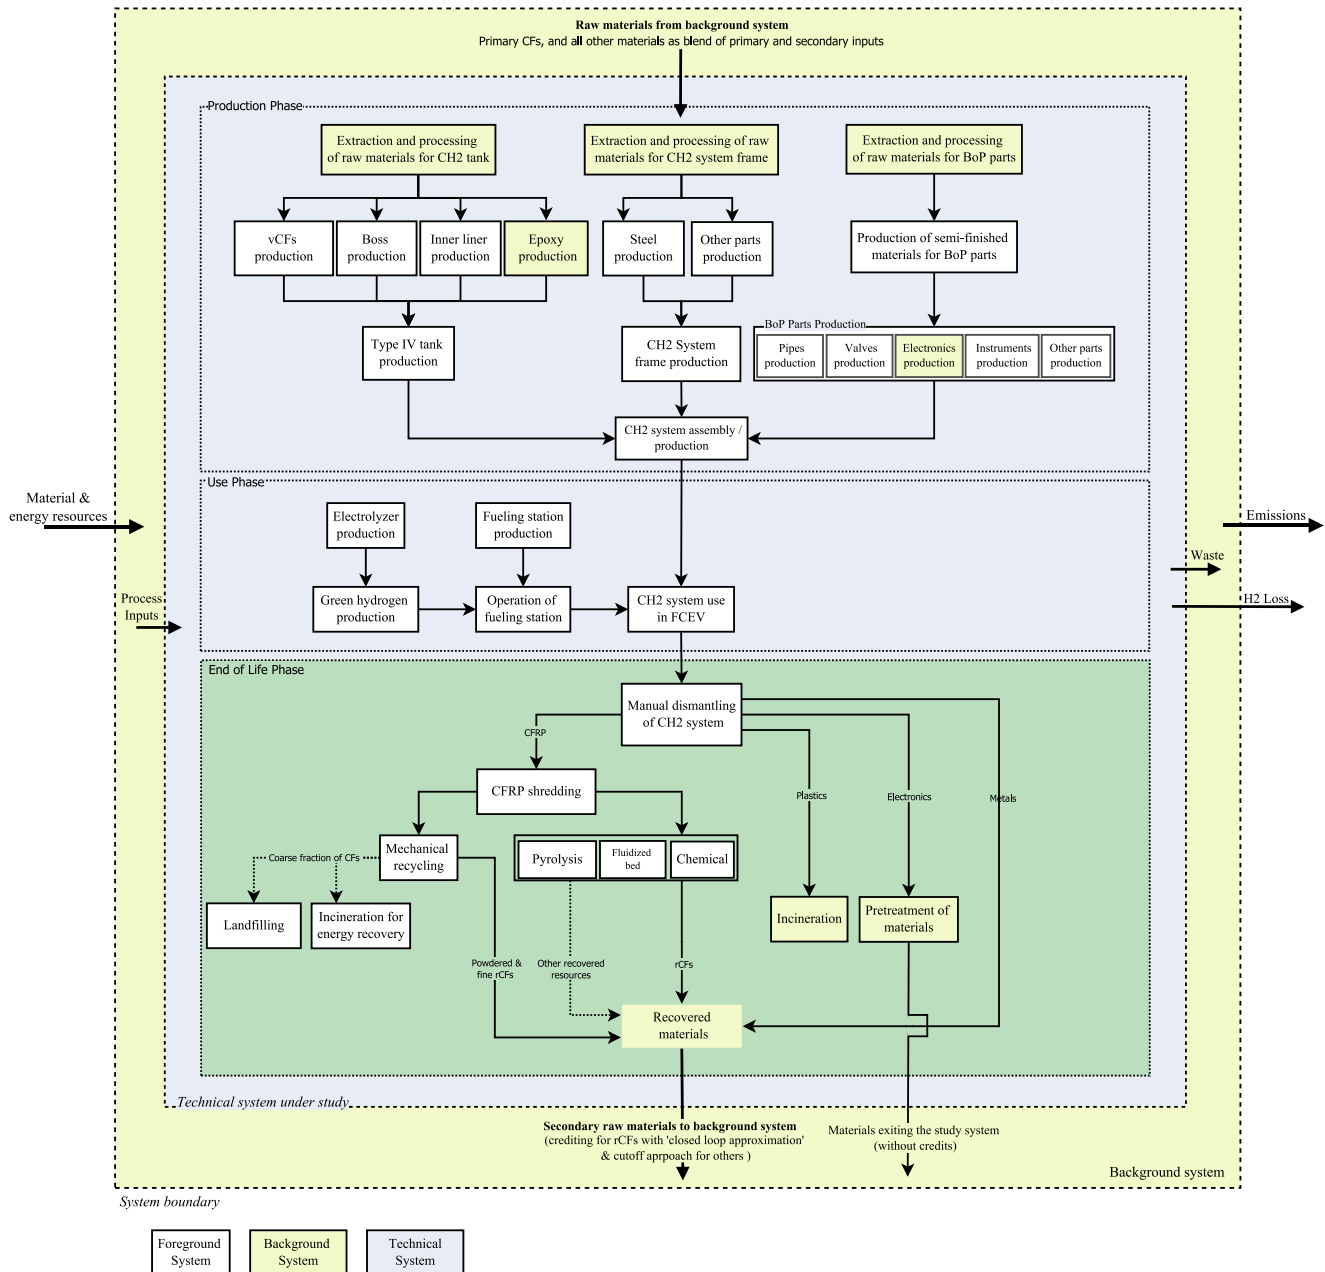 Raw materials from background system
Primary CFs, and all other materials as blend of primary and secondary inputs
Production Phase
Extraction and processing
of raw materials for CH2 tank
Extraction and processing of raw
materials for CH2 system frame
Extraction and processing
of raw materials for BoP parts
vCFs
production
Boss
production
Inner liner
production
Epoxy
production
Steel
production
Other parts
production
Production of semi-finished
materials for BoP parts
Type IV tank
production
CH2 System
frame production
BoP Parts Production
Pipes
production
Valves
production
Electronics
production
Instruments
production
Other parts
production
CH2 system assembly /
production
Use Phase
Material &
energy resources
Electrolyzer
production
Fueling station
production
Emissions
Waste
Process
Inputs
Green hydrogen
production
Operation of
fueling station
CH2 system use
in FCEV
H2 Loss
End of Life Phase
Manual dismantling
of CH2 system
CFRP
CFRP shredding
Plastics
Electronics
Metals
Mechanical
recycling
Coarse fraction of CFs
Pyrolysis
Fluidized
bed
Chemical
Landfilling
Incineration for
energy recovery
Incineration
Pretreatment of
materials
Powdered &
fine rCFs
Other recovered
resources
rCFs
Recovered
materials
Technical system under study
Secondary raw materials to background system
(crediting for rCFs with 'closed loop approximation'
& cutoff aprpoach for others )
Materials exiting the study system
(without credits)
Background system
System boundary
Foreground
System
Background
System
Technical
System